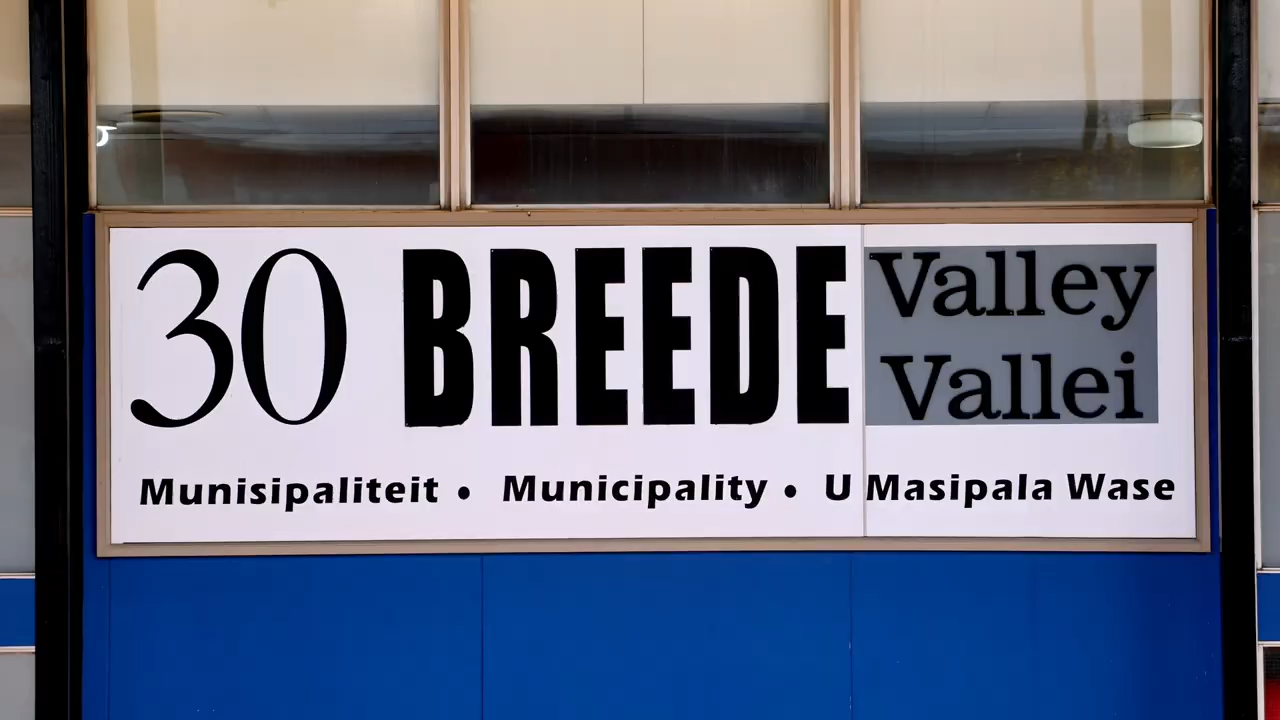 30 BREEDE Valley
Vallei
Munisipaliteit • Municipality • U Masipala Wase